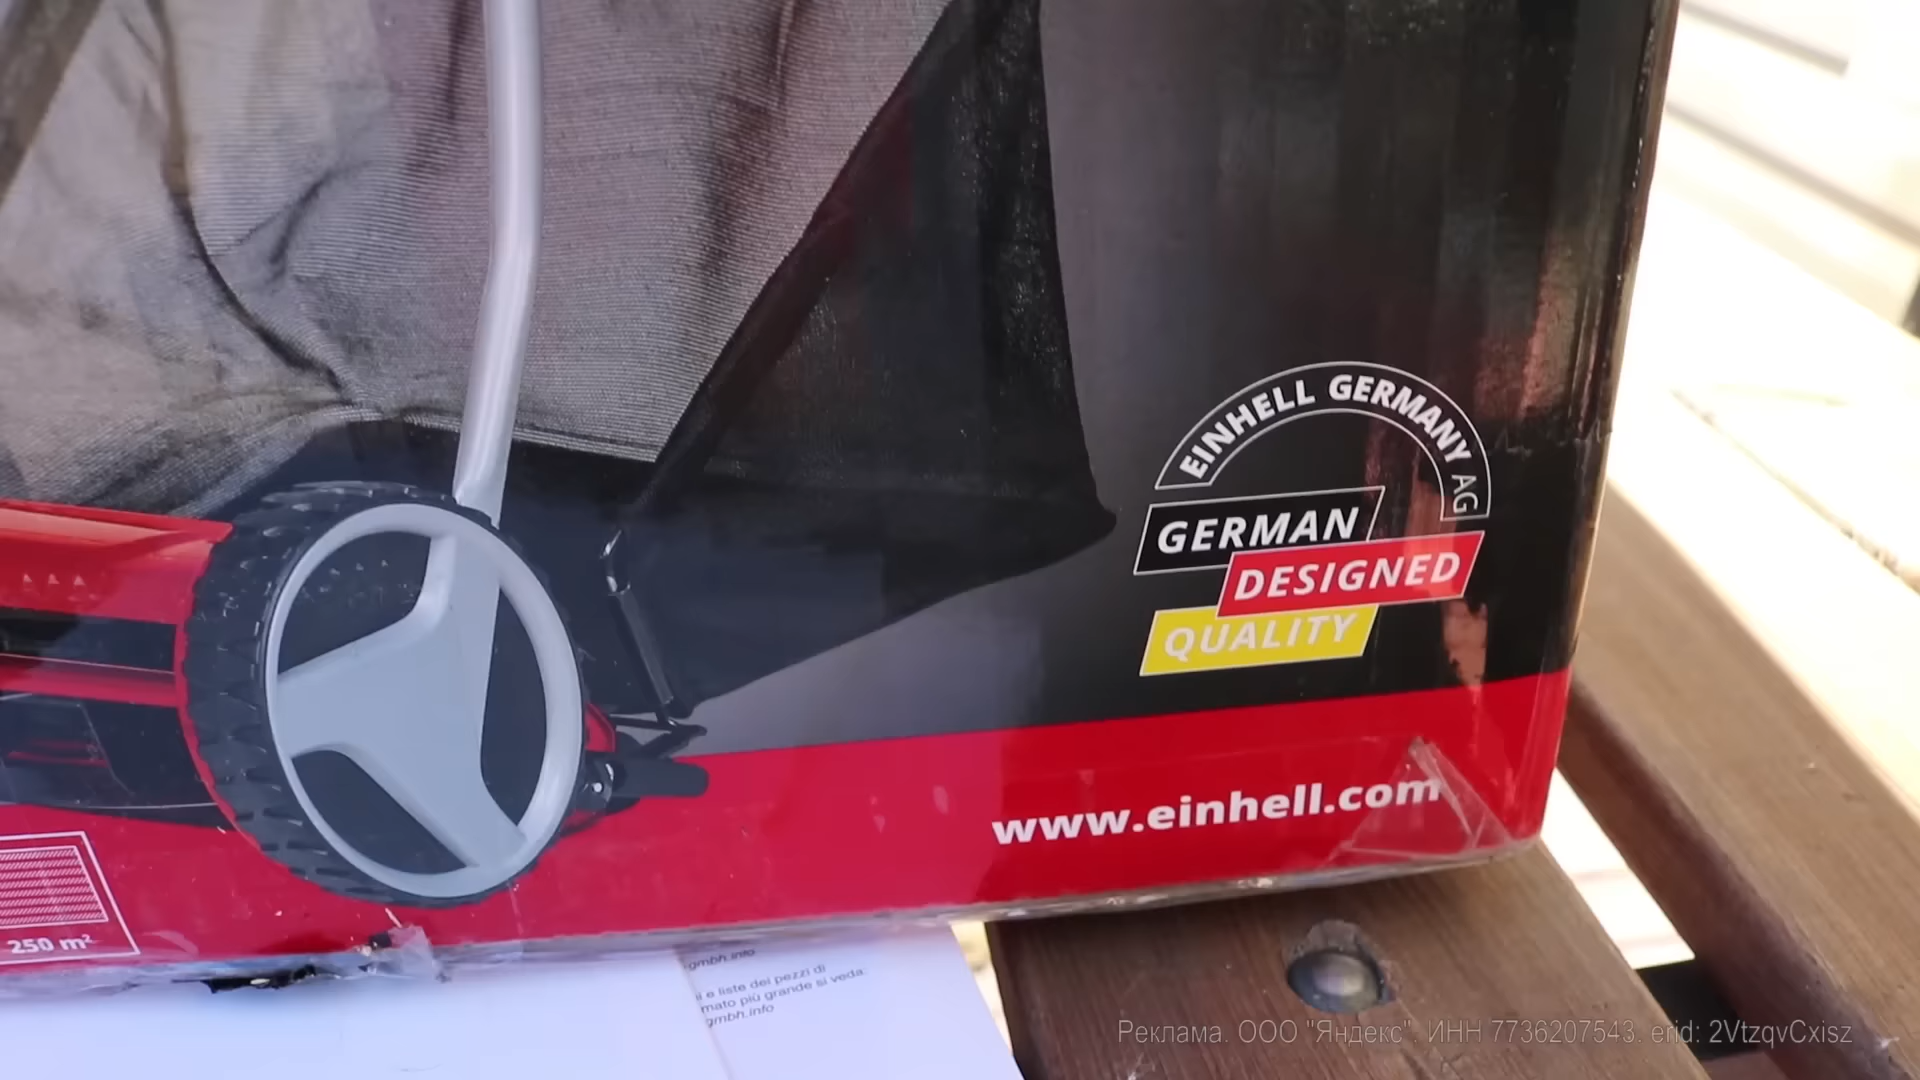 EINHELL GERMANY AG
GERMAN
DESIGNED
QUALITY
www.einhell.com
250 m²
gmbh.info
i e liste dei pezzi di
mato più grande si veda:
gmbh.info
Реклама. ООО "Яндекс". ИНН 7736207543. erid: 2VtzqvCxisz